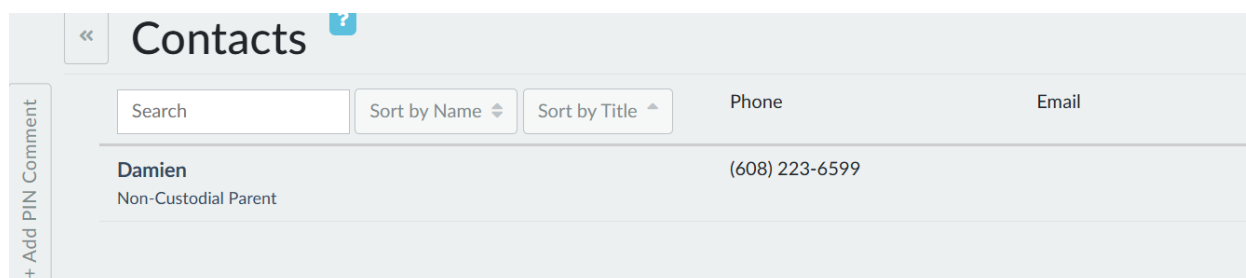 «
Contacts ?
Search
Sort by Name
Sort by Title
Phone
Email
Damien
(608) 223-6599
Non-Custodial Parent
+ Add PIN Comment